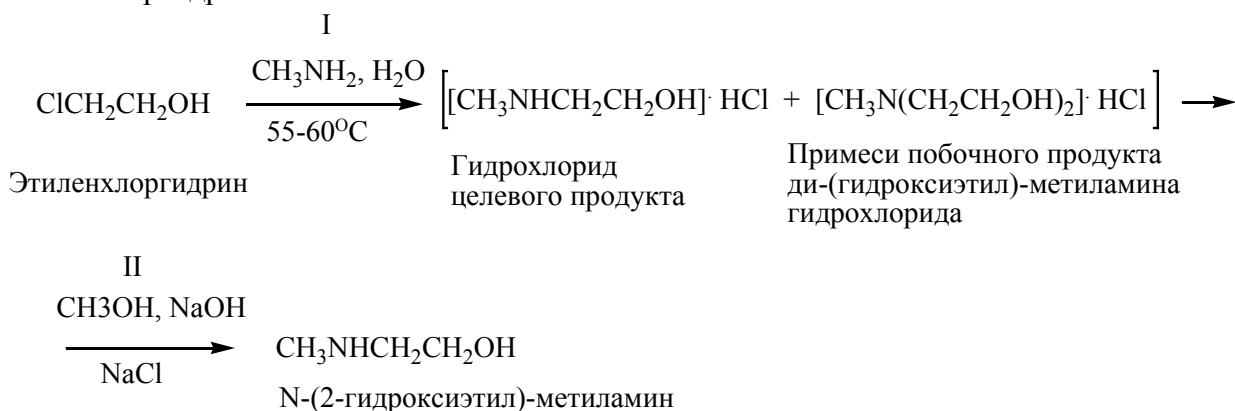 I
CH₃NH₂, H₂O
ClCH₂CH₂OH
55-60ᴼC
[[CH₃NHCH₂CH₂OH]· HCl + [CH₃N(CH₂CH₂OH)₂]· HCl]
Этиленхлоргидрин
Гидрохлорид
целевого продукта
Примеси побочного продукта
ди-(гидроксиэтил)-метиламина
гидрохлорида
II
CH3OH, NaOH
NaCl
CH₃NHCH₂CH₂OH
N-(2-гидроксиэтил)-метиламин